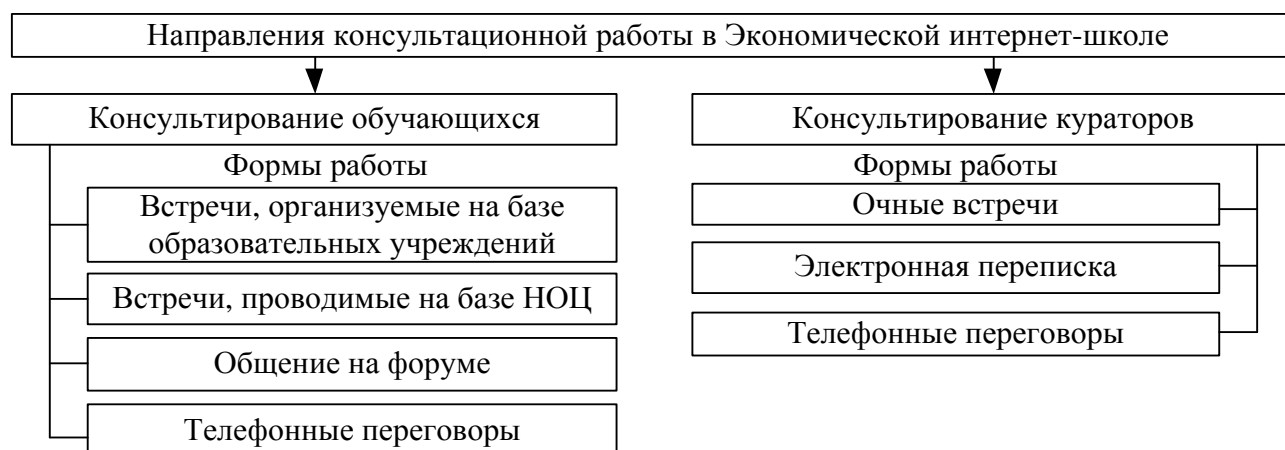 Направления консультационной работы в Экономической интернет-школе
Консультирование обучающихся
Формы работы
Встречи, организуемые на базе
образовательных учреждений
Встречи, проводимые на базе НОЦ
Общение на форуме
Телефонные переговоры
Консультирование кураторов
Формы работы
Очные встречи
Электронная переписка
Телефонные переговоры